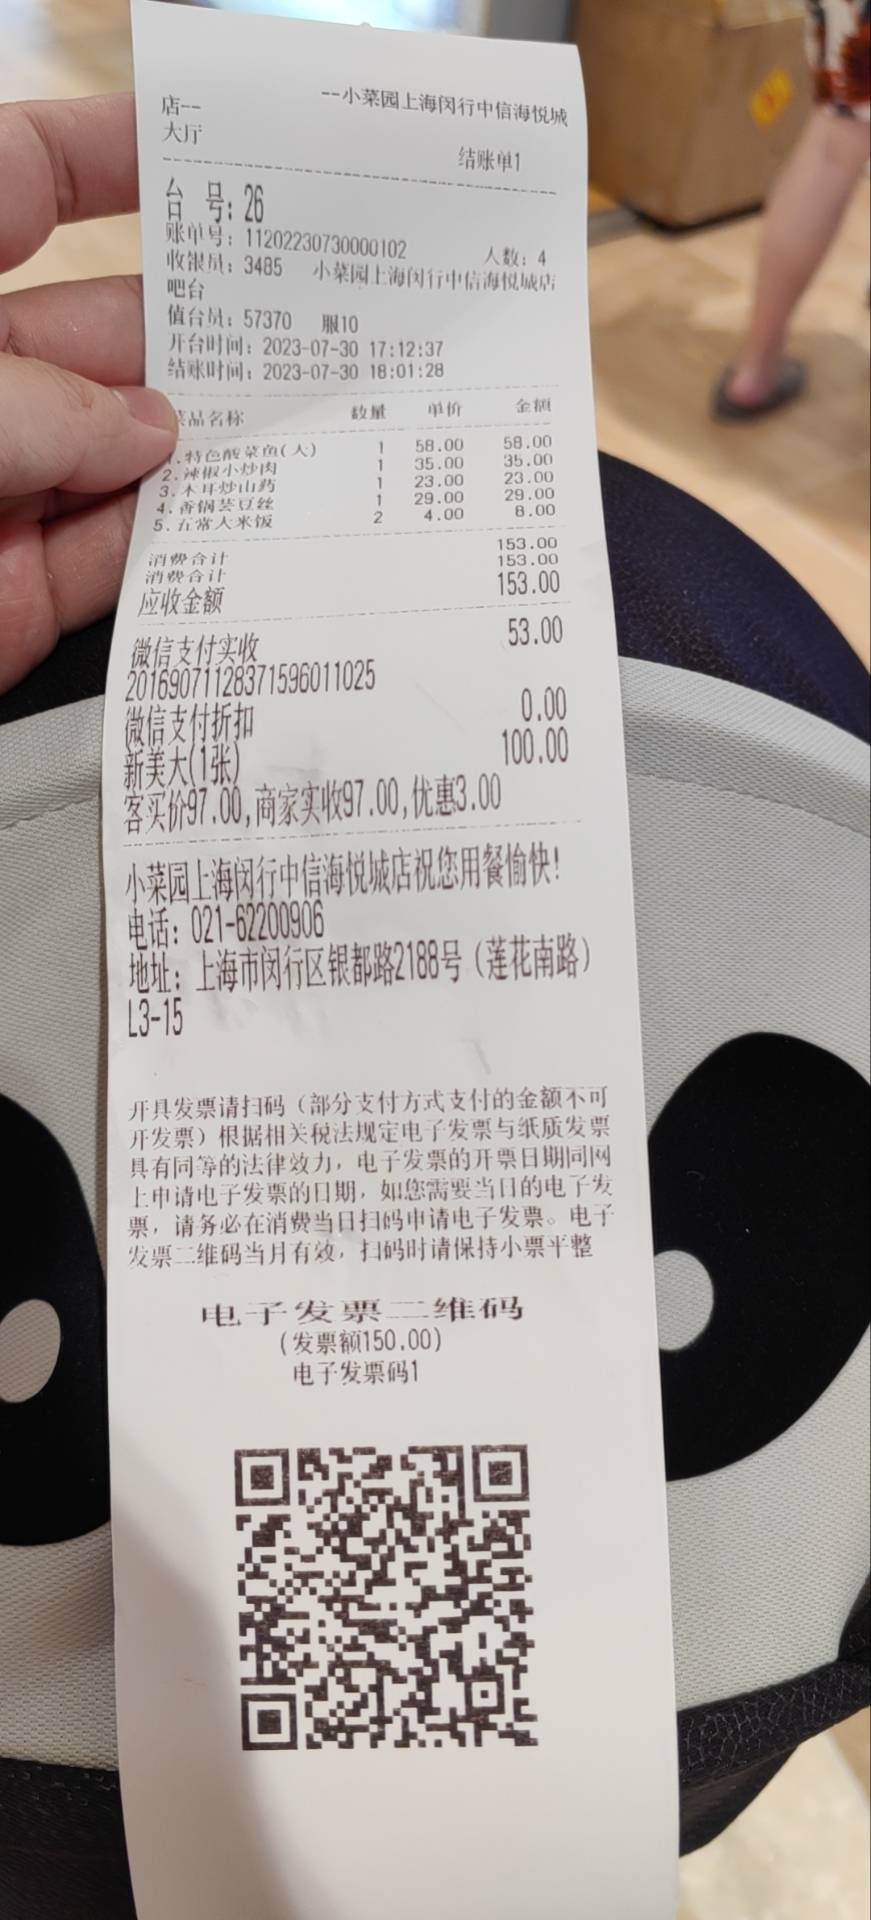 --小菜园上海闵行中信海悦城
店--
大厅
结账单1
台 号: 26
账单号: 11202230730000102 人数: 4
收银员: 3485 小菜园上海闵行中信海悦城店
吧台
值台员: 57370 服10
开台时间: 2023-07-30 17:12:37
结账时间: 2023-07-30 18:01:28
菜品名称 数量 单价 金额
1.特色酸菜鱼(大) 1 58.00 58.00
2.辣椒小炒肉 1 35.00 35.00
3.木耳炒山药 1 23.00 23.00
4.香锅芸豆丝 1 29.00 29.00
5.五常大米饭 2 4.00 8.00
消费合计 153.00
消费合计 153.00
应收金额 153.00
微信支付实收 53.00
2016907112837159601​1025
微信支付折扣 0.00
新美大(1张) 100.00
客买价97.00,商家实收97.00,优惠3.00
小菜园上海闵行中信海悦城店祝您用餐愉快!
电话: 021-62200906
地址: 上海市闵行区银都路2188号(莲花南路)
L3-15
开具发票请扫码(部分支付方式支付的金额不可
开发票)根据相关税法规定电子发票与纸质发票
具有同等的法律效力,电子发票的开票日期同网
上申请电子发票的日期,如您需要当日的电子发
票,请务必在消费当日扫码申请电子发票。电子
发票二维码当月有效,扫码时请保持小票平整
电子发票二维码
(发票额150.00)
电子发票码1